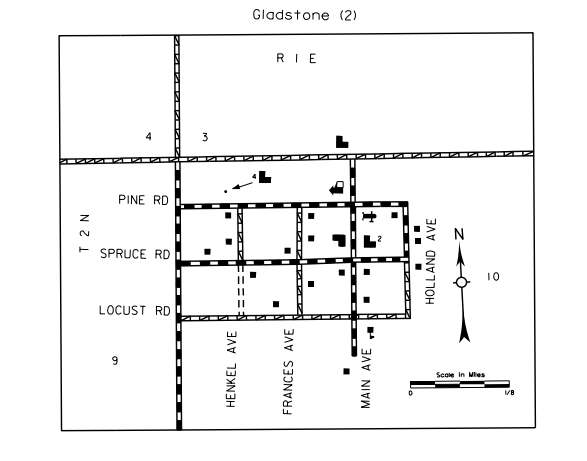 Gladstone (2)
R 1 E
4 3
4
PINE RD
T 2 N
2
SPRUCE RD
N
HOLLAND AVE
10
LOCUST RD
9
HENKEL AVE
FRANCES AVE
MAIN AVE
Scale in Miles
0 1/8